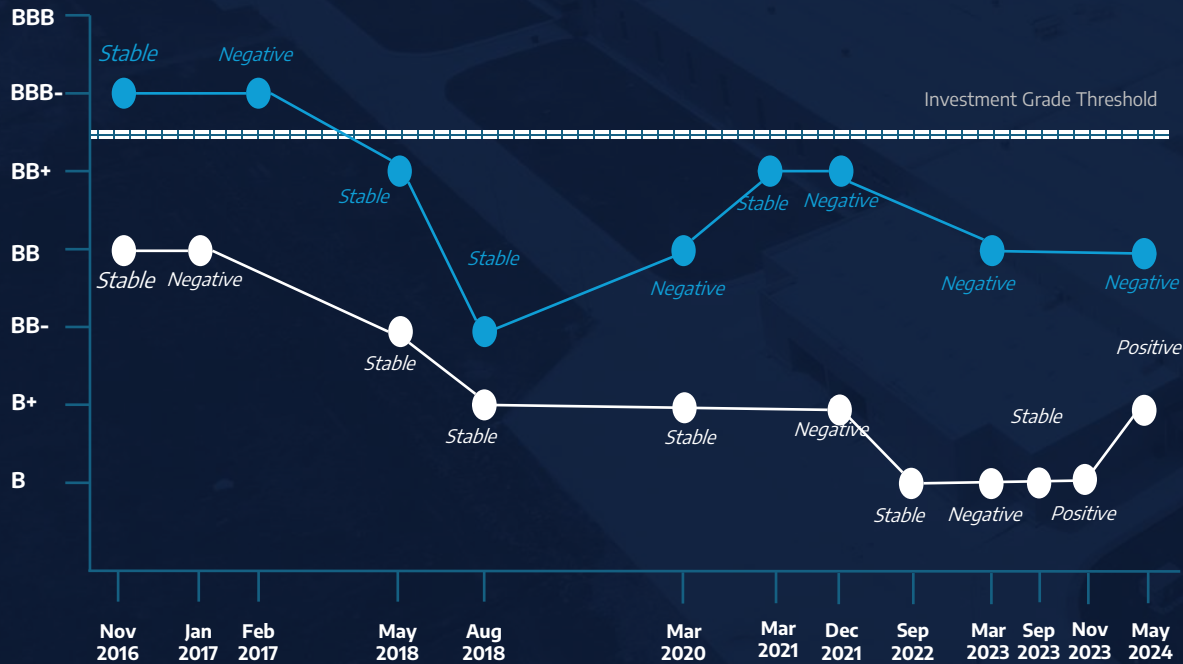 BBB
Stable
Negative
BBB-
Investment Grade Threshold
BB+
Stable
Stable
Negative
BB
Stable
Stable
Negative
Negative
Negative
Negative
BB-
Stable
Positive
B+
Stable
Stable
Negative
Stable
B
Stable
Negative
Positive
Nov
2016
Jan
2017
Feb
2017
May
2018
Aug
2018
Mar
2020
Mar
2021
Dec
2021
Sep
2022
Mar
2023
Sep
2023
Nov
2023
May
2024